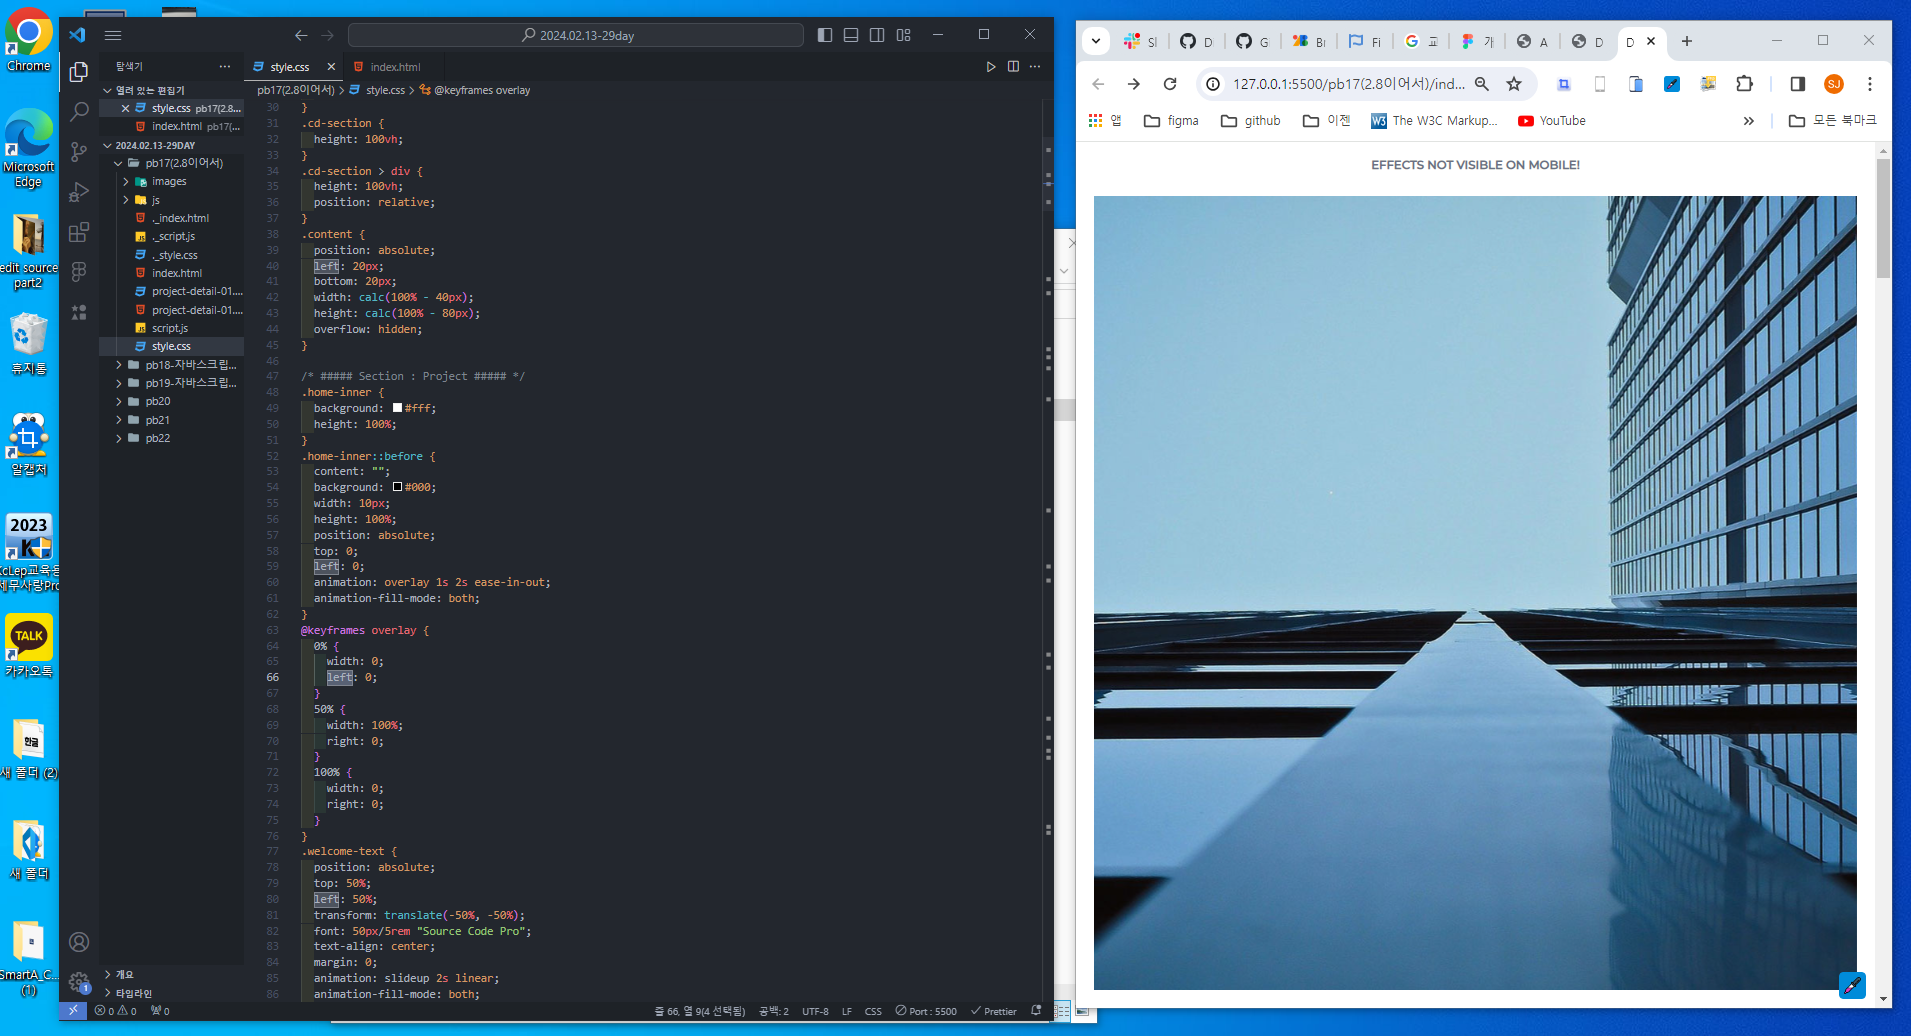 Chrome
Microsoft
Edge
edit source
part2
휴지통
알캡처
2023
KcLep교육용
세무사랑Pro
TALK
카카오톡
한글
새 폴더 (2)
새 폴더
SmartA_C...
(1)
2024.02.13-29day
탐색기
style.css
index.html
pb17(2.8이어서) > style.css > @keyframes overlay
열려 있는 편집기
style.css pb17(2.8...
index.html pb17(...
2024.02.13-29DAY
pb17(2.8이어서)
images
js
._index.html
._script.js
._style.css
index.html
project-detail-01....
project-detail-01....
script.js
style.css
pb18-자바스크립...
pb19-자바스크립...
pb20
pb21
pb22
개요
타임라인
30 }
31 .cd-section {
32 height: 100vh;
33 }
34 .cd-section > div {
35 height: 100vh;
36 position: relative;
37 }
38 .content {
39 position: absolute;
40 left: 20px;
41 bottom: 20px;
42 width: calc(100% - 40px);
43 height: calc(100% - 80px);
44 overflow: hidden;
45 }
46
47 /* ##### Section : Project ##### */
48 .home-inner {
49 background: #fff;
50 height: 100%;
51 }
52 .home-inner::before {
53 content: "";
54 background: #000;
55 width: 10px;
56 height: 100%;
57 position: absolute;
58 top: 0;
59 left: 0;
60 animation: overlay 1s 2s ease-in-out;
61 animation-fill-mode: both;
62 }
63 @keyframes overlay {
64 0% {
65 width: 0;
66 left: 0;
67 }
68 50% {
69 width: 100%;
70 right: 0;
71 }
72 100% {
73 width: 0;
74 right: 0;
75 }
76 }
77 .welcome-text {
78 position: absolute;
79 top: 50%;
80 left: 50%;
81 transform: translate(-50%, -50%);
82 font: 50px/5rem "Source Code Pro";
83 text-align: center;
84 margin: 0;
85 animation: slideup 2s linear;
86 animation-fill-mode: both;
1
0 0 0
줄 66, 열 9(4 선택됨) 공백: 2 UTF-8 LF CSS Port : 5500 Prettier
SI D G Bi Fi 교 가 A D D
127.0.0.1:5500/pb17(2.8이어서)/ind...
SJ
앱 figma github 이젠 W3 The W3C Markup... YouTube » 모든 북마크
EFFECTS NOT VISIBLE ON MOBILE!